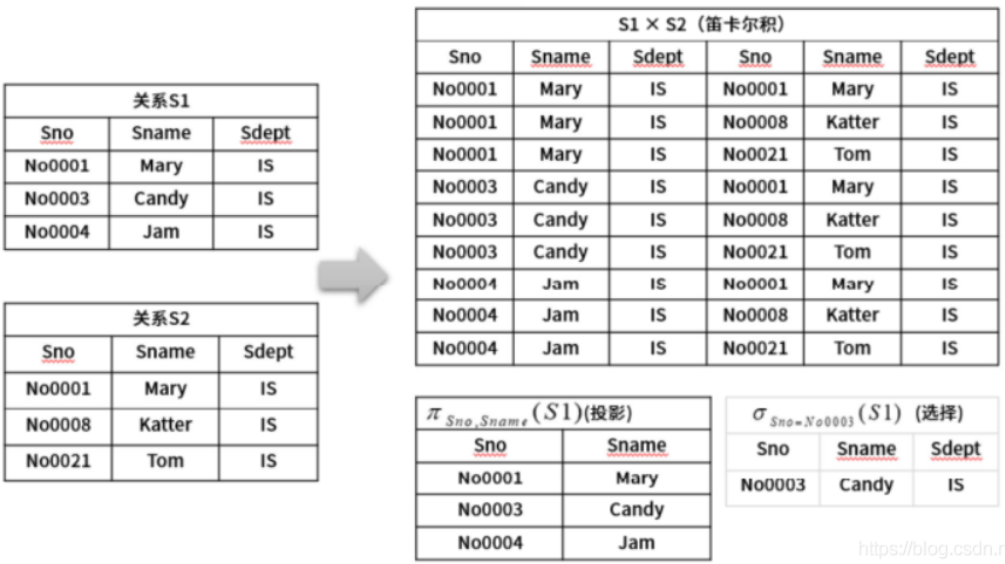 关系S1
Sno Sname Sdept
No0001 Mary IS
No0003 Candy IS
No0004 Jam IS
关系S2
Sno Sname Sdept
No0001 Mary IS
No0008 Katter IS
No0021 Tom IS
S1 × S2（笛卡尔积）
Sno Sname Sdept Sno Sname Sdept
No0001 Mary IS No0001 Mary IS
No0001 Mary IS No0008 Katter IS
No0001 Mary IS No0021 Tom IS
No0003 Candy IS No0001 Mary IS
No0003 Candy IS No0008 Katter IS
No0003 Candy IS No0021 Tom IS
No0004 Jam IS No0001 Mary IS
No0004 Jam IS No0008 Katter IS
No0004 Jam IS No0021 Tom IS
π Sno,Sname (S1)(投影)
Sno Sname
No0001 Mary
No0003 Candy
No0004 Jam
σ Sno=No0003 (S1) (选择)
Sno Sname Sdept
No0003 Candy IS
https://blog.csdn.r